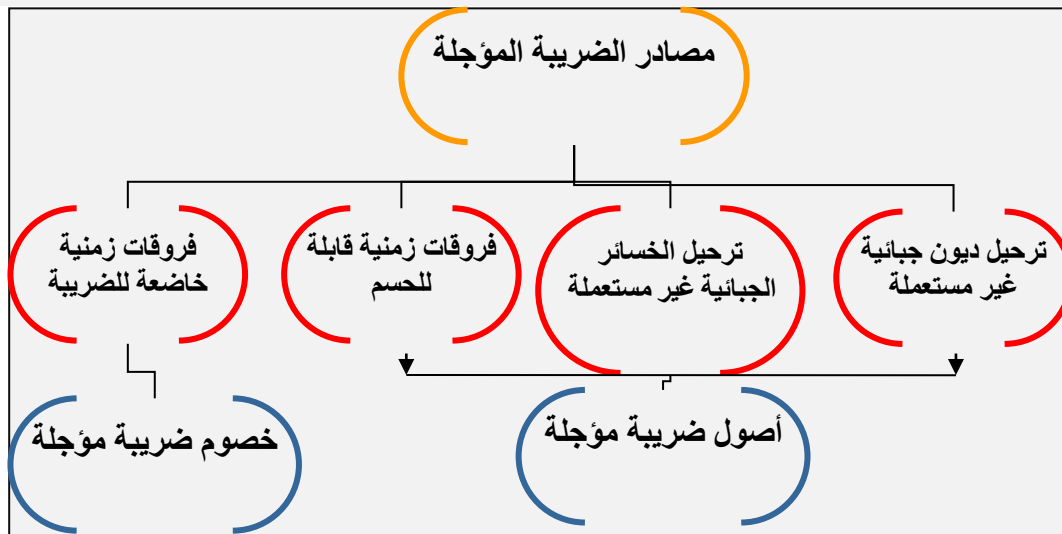 مصادر الضريبة المؤجلة
ترحيل ديون جبائية
غير مستعملة
ترحيل الخسائر
الجبائية غير مستعملة
فروقات زمنية قابلة
للحسم
فروقات زمنية
خاضعة للضريبة
أصول ضريبة مؤجلة
خصوم ضريبة مؤجلة